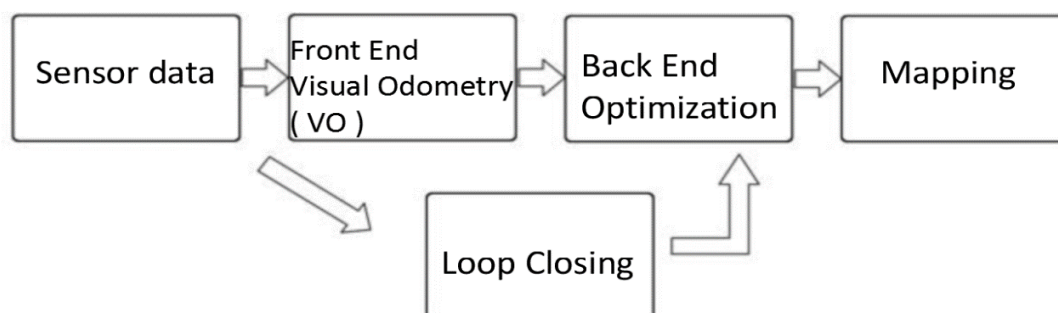 Sensor data
Front End
Visual Odometry
( VO )
Back End
Optimization
Mapping
Loop Closing